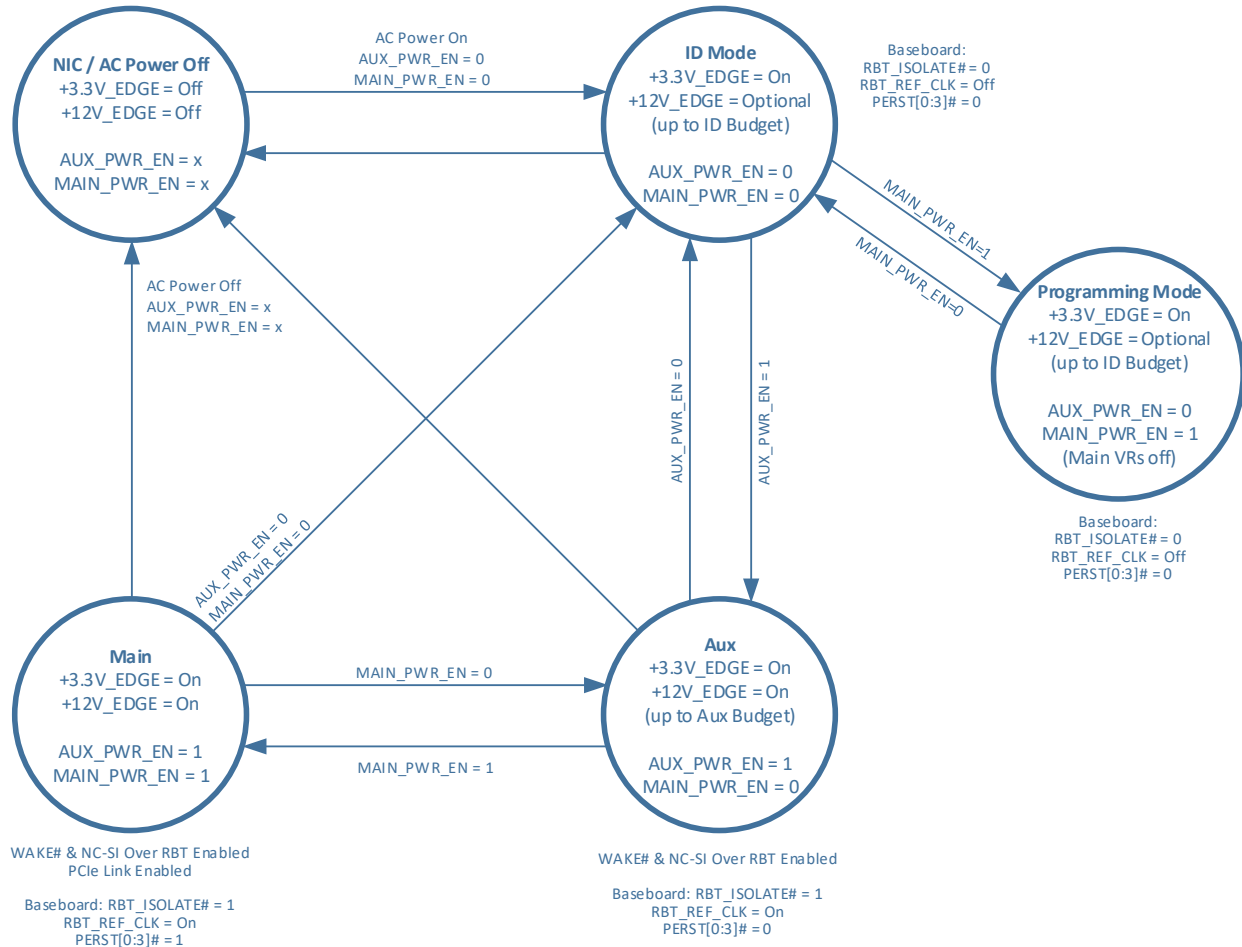 NIC / AC Power Off
+3.3V_EDGE = Off
+12V_EDGE = Off
AUX_PWR_EN = x
MAIN_PWR_EN = x
AC Power On
AUX_PWR_EN = 0
MAIN_PWR_EN = 0
ID Mode
+3.3V_EDGE = On
+12V_EDGE = Optional
(up to ID Budget)
AUX_PWR_EN = 0
MAIN_PWR_EN = 0
Baseboard:
RBT_ISOLATE# = 0
RBT_REF_CLK = Off
PERST[0:3]# = 0
MAIN_PWR_EN=1
MAIN_PWR_EN=0
Programming Mode
+3.3V_EDGE = On
+12V_EDGE = Optional
(up to ID Budget)
AUX_PWR_EN = 0
MAIN_PWR_EN = 1
(Main VRs off)
Baseboard:
RBT_ISOLATE# = 0
RBT_REF_CLK = Off
PERST[0:3]# = 0
AC Power Off
AUX_PWR_EN = x
MAIN_PWR_EN = x
AUX_PWR_EN = 0
AUX_PWR_EN = 1
AUX_PWR_EN = 0
MAIN_PWR_EN = 0
Main
+3.3V_EDGE = On
+12V_EDGE = On
AUX_PWR_EN = 1
MAIN_PWR_EN = 1
MAIN_PWR_EN = 0
MAIN_PWR_EN = 1
Aux
+3.3V_EDGE = On
+12V_EDGE = On
(up to Aux Budget)
AUX_PWR_EN = 1
MAIN_PWR_EN = 0
WAKE# & NC-SI Over RBT Enabled
PCIe Link Enabled
Baseboard: RBT_ISOLATE# = 1
RBT_REF_CLK = On
PERST[0:3]# = 1
WAKE# & NC-SI Over RBT Enabled
Baseboard: RBT_ISOLATE# = 1
RBT_REF_CLK = On
PERST[0:3]# = 0